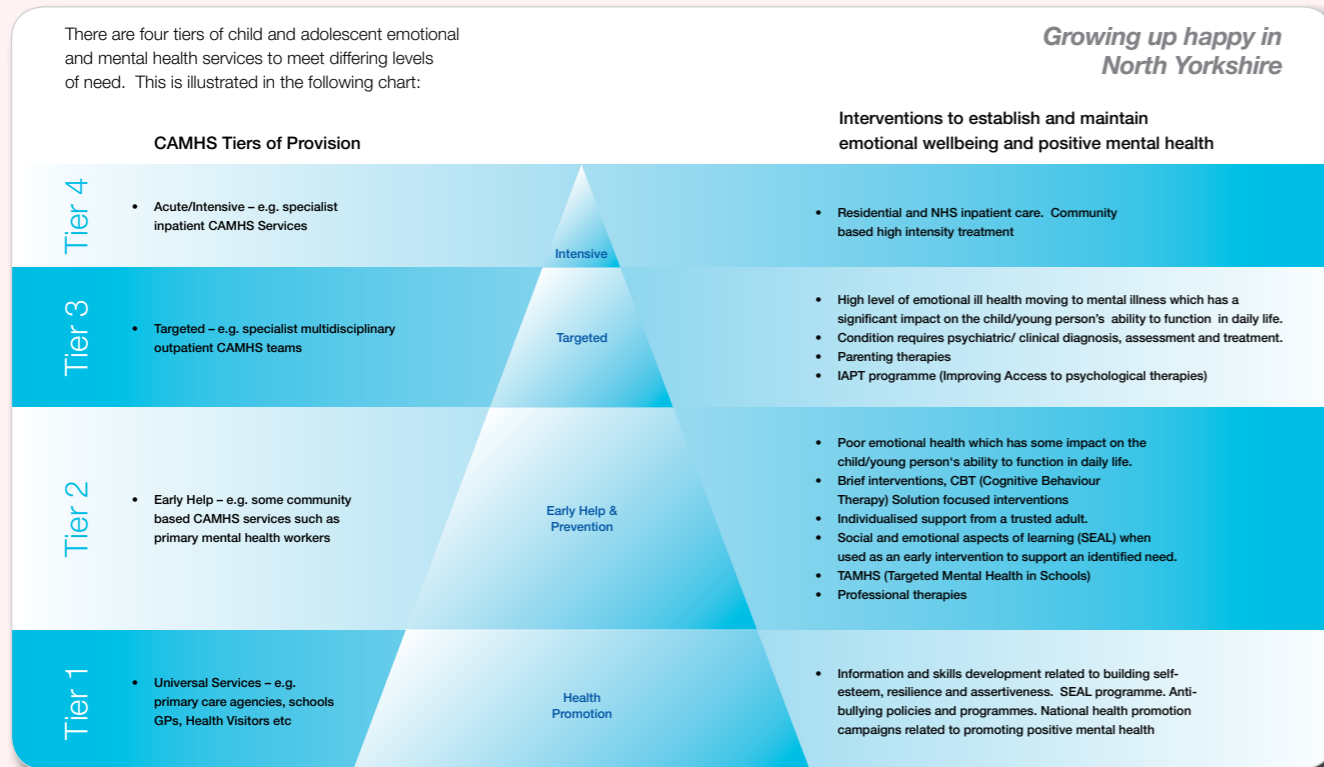 There are four tiers of child and adolescent emotional
and mental health services to meet differing levels
of need. This is illustrated in the following chart:
Growing up happy in
North Yorkshire
CAMHS Tiers of Provision
Interventions to establish and maintain
emotional wellbeing and positive mental health
Tier 4
• Acute/Intensive – e.g. specialist
inpatient CAMHS Services
Intensive
• Residential and NHS inpatient care. Community
based high intensity treatment
Tier 3
• Targeted – e.g. specialist multidisciplinary
outpatient CAMHS teams
Targeted
• High level of emotional ill health moving to mental illness which has a
significant impact on the child/young person's ability to function in daily life.
• Condition requires psychiatric/ clinical diagnosis, assessment and treatment.
• Parenting therapies
• IAPT programme (Improving Access to psychological therapies)
Tier 2
• Early Help – e.g. some community
based CAMHS services such as
primary mental health workers
Early Help &
Prevention
• Poor emotional health which has some impact on the
child/young person's ability to function in daily life.
• Brief interventions, CBT (Cognitive Behaviour
Therapy) Solution focused interventions
• Individualised support from a trusted adult.
• Social and emotional aspects of learning (SEAL) when
used as an early intervention to support an identified need.
• TAMHS (Targeted Mental Health in Schools)
• Professional therapies
Tier 1
• Universal Services – e.g.
primary care agencies, schools
GPs, Health Visitors etc
Health
Promotion
• Information and skills development related to building self-
esteem, resilience and assertiveness. SEAL programme. Anti-
bullying policies and programmes. National health promotion
campaigns related to promoting positive mental health